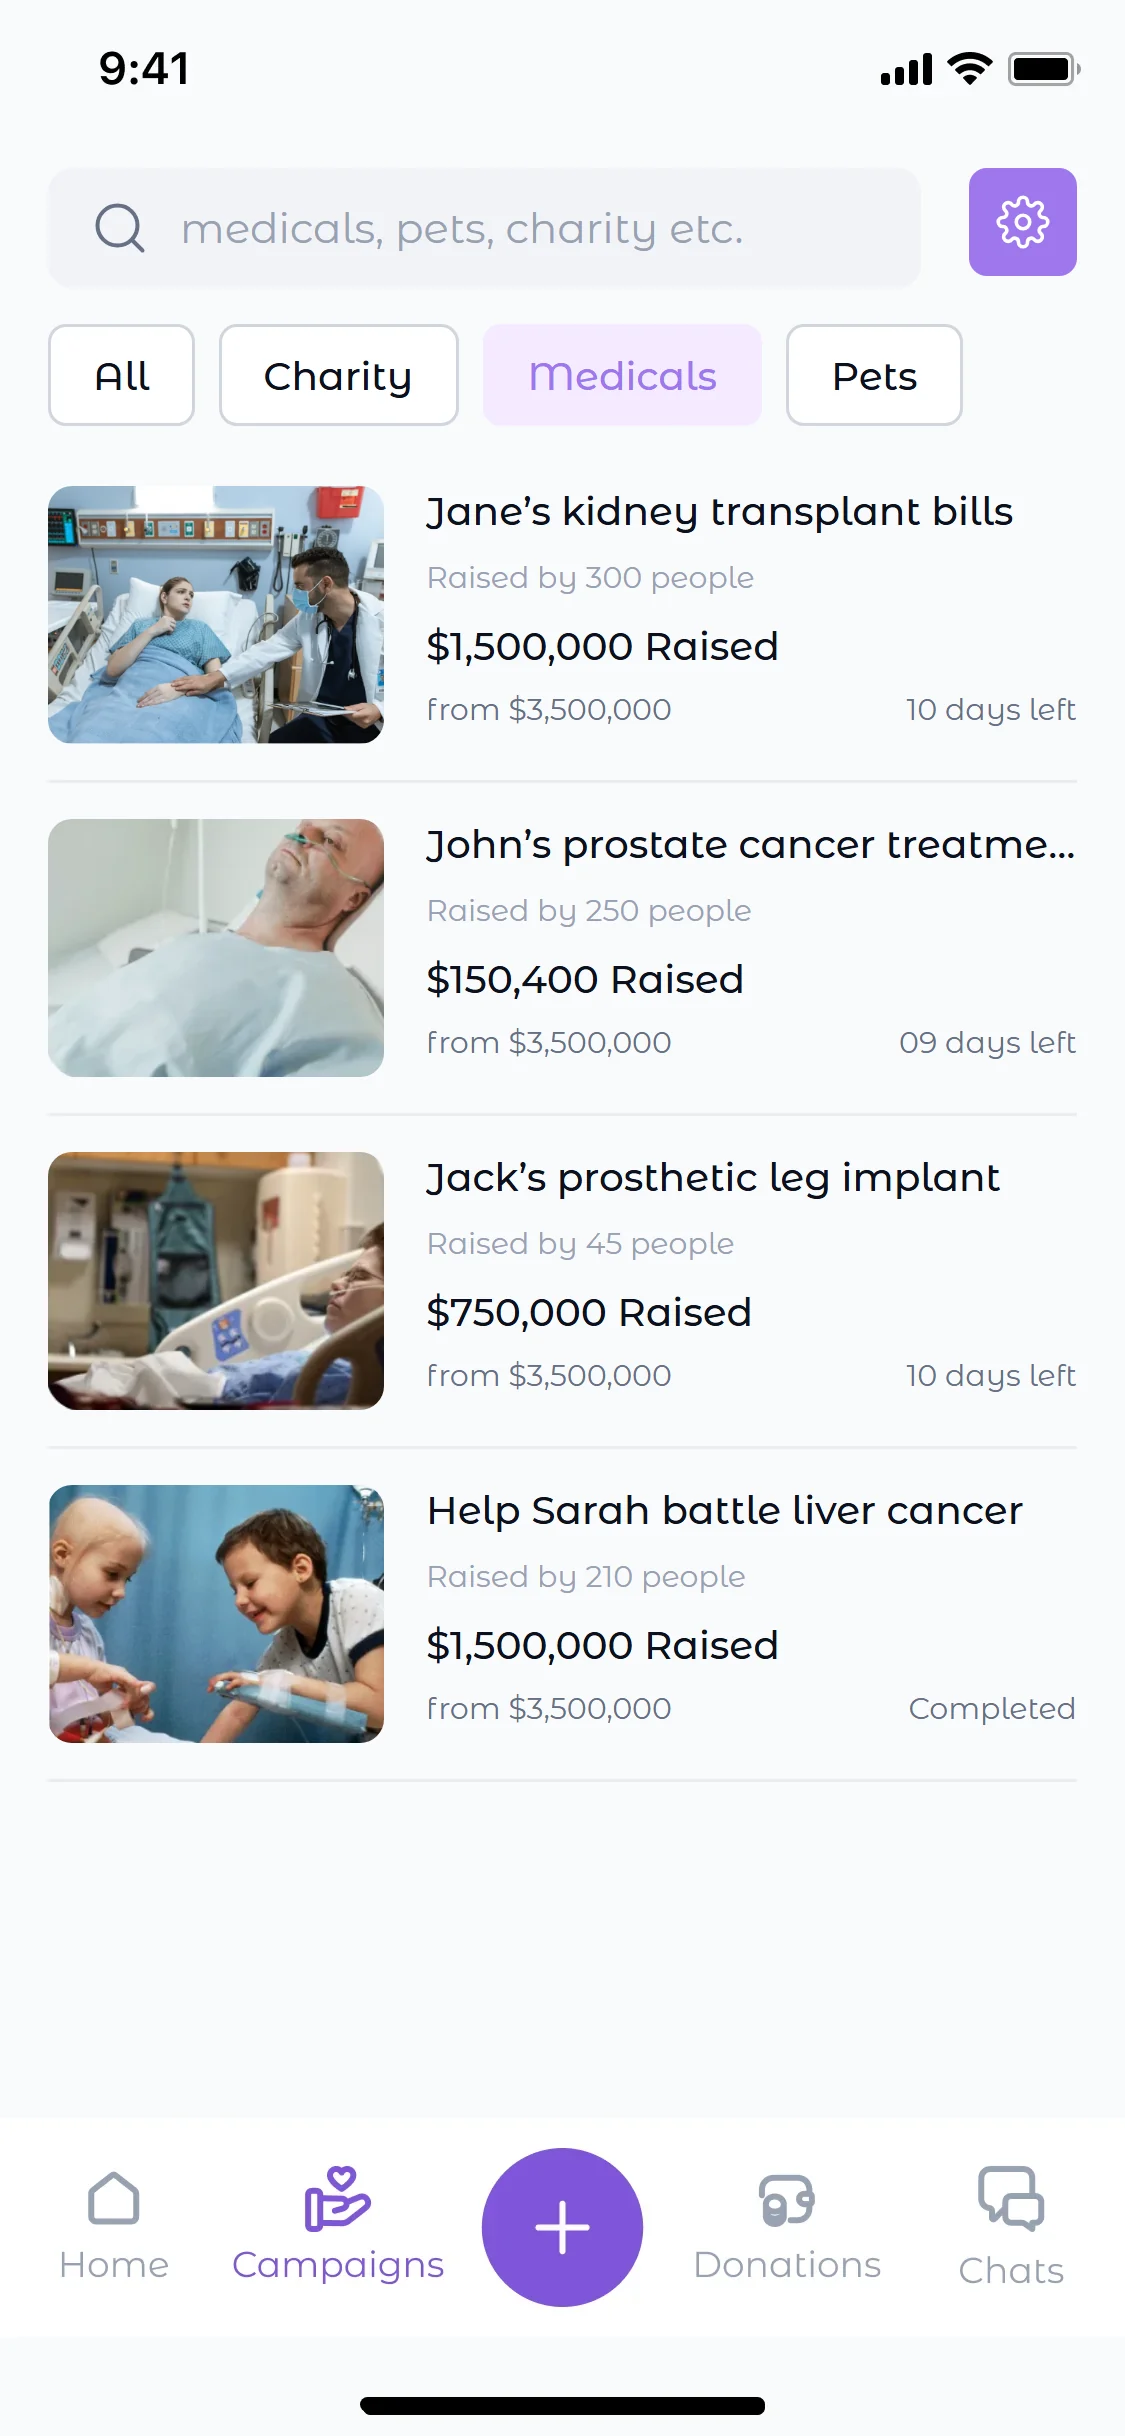 9:41
medicals, pets, charity etc.
All Charity Medicals Pets
Jane’s kidney transplant bills
Raised by 300 people
$1,500,000 Raised
from $3,500,000 10 days left
John’s prostate cancer treatme...
Raised by 250 people
$150,400 Raised
from $3,500,000 09 days left
Jack’s prosthetic leg implant
Raised by 45 people
$750,000 Raised
from $3,500,000 10 days left
Help Sarah battle liver cancer
Raised by 210 people
$1,500,000 Raised
from $3,500,000 Completed
Home Campaigns Donations Chats